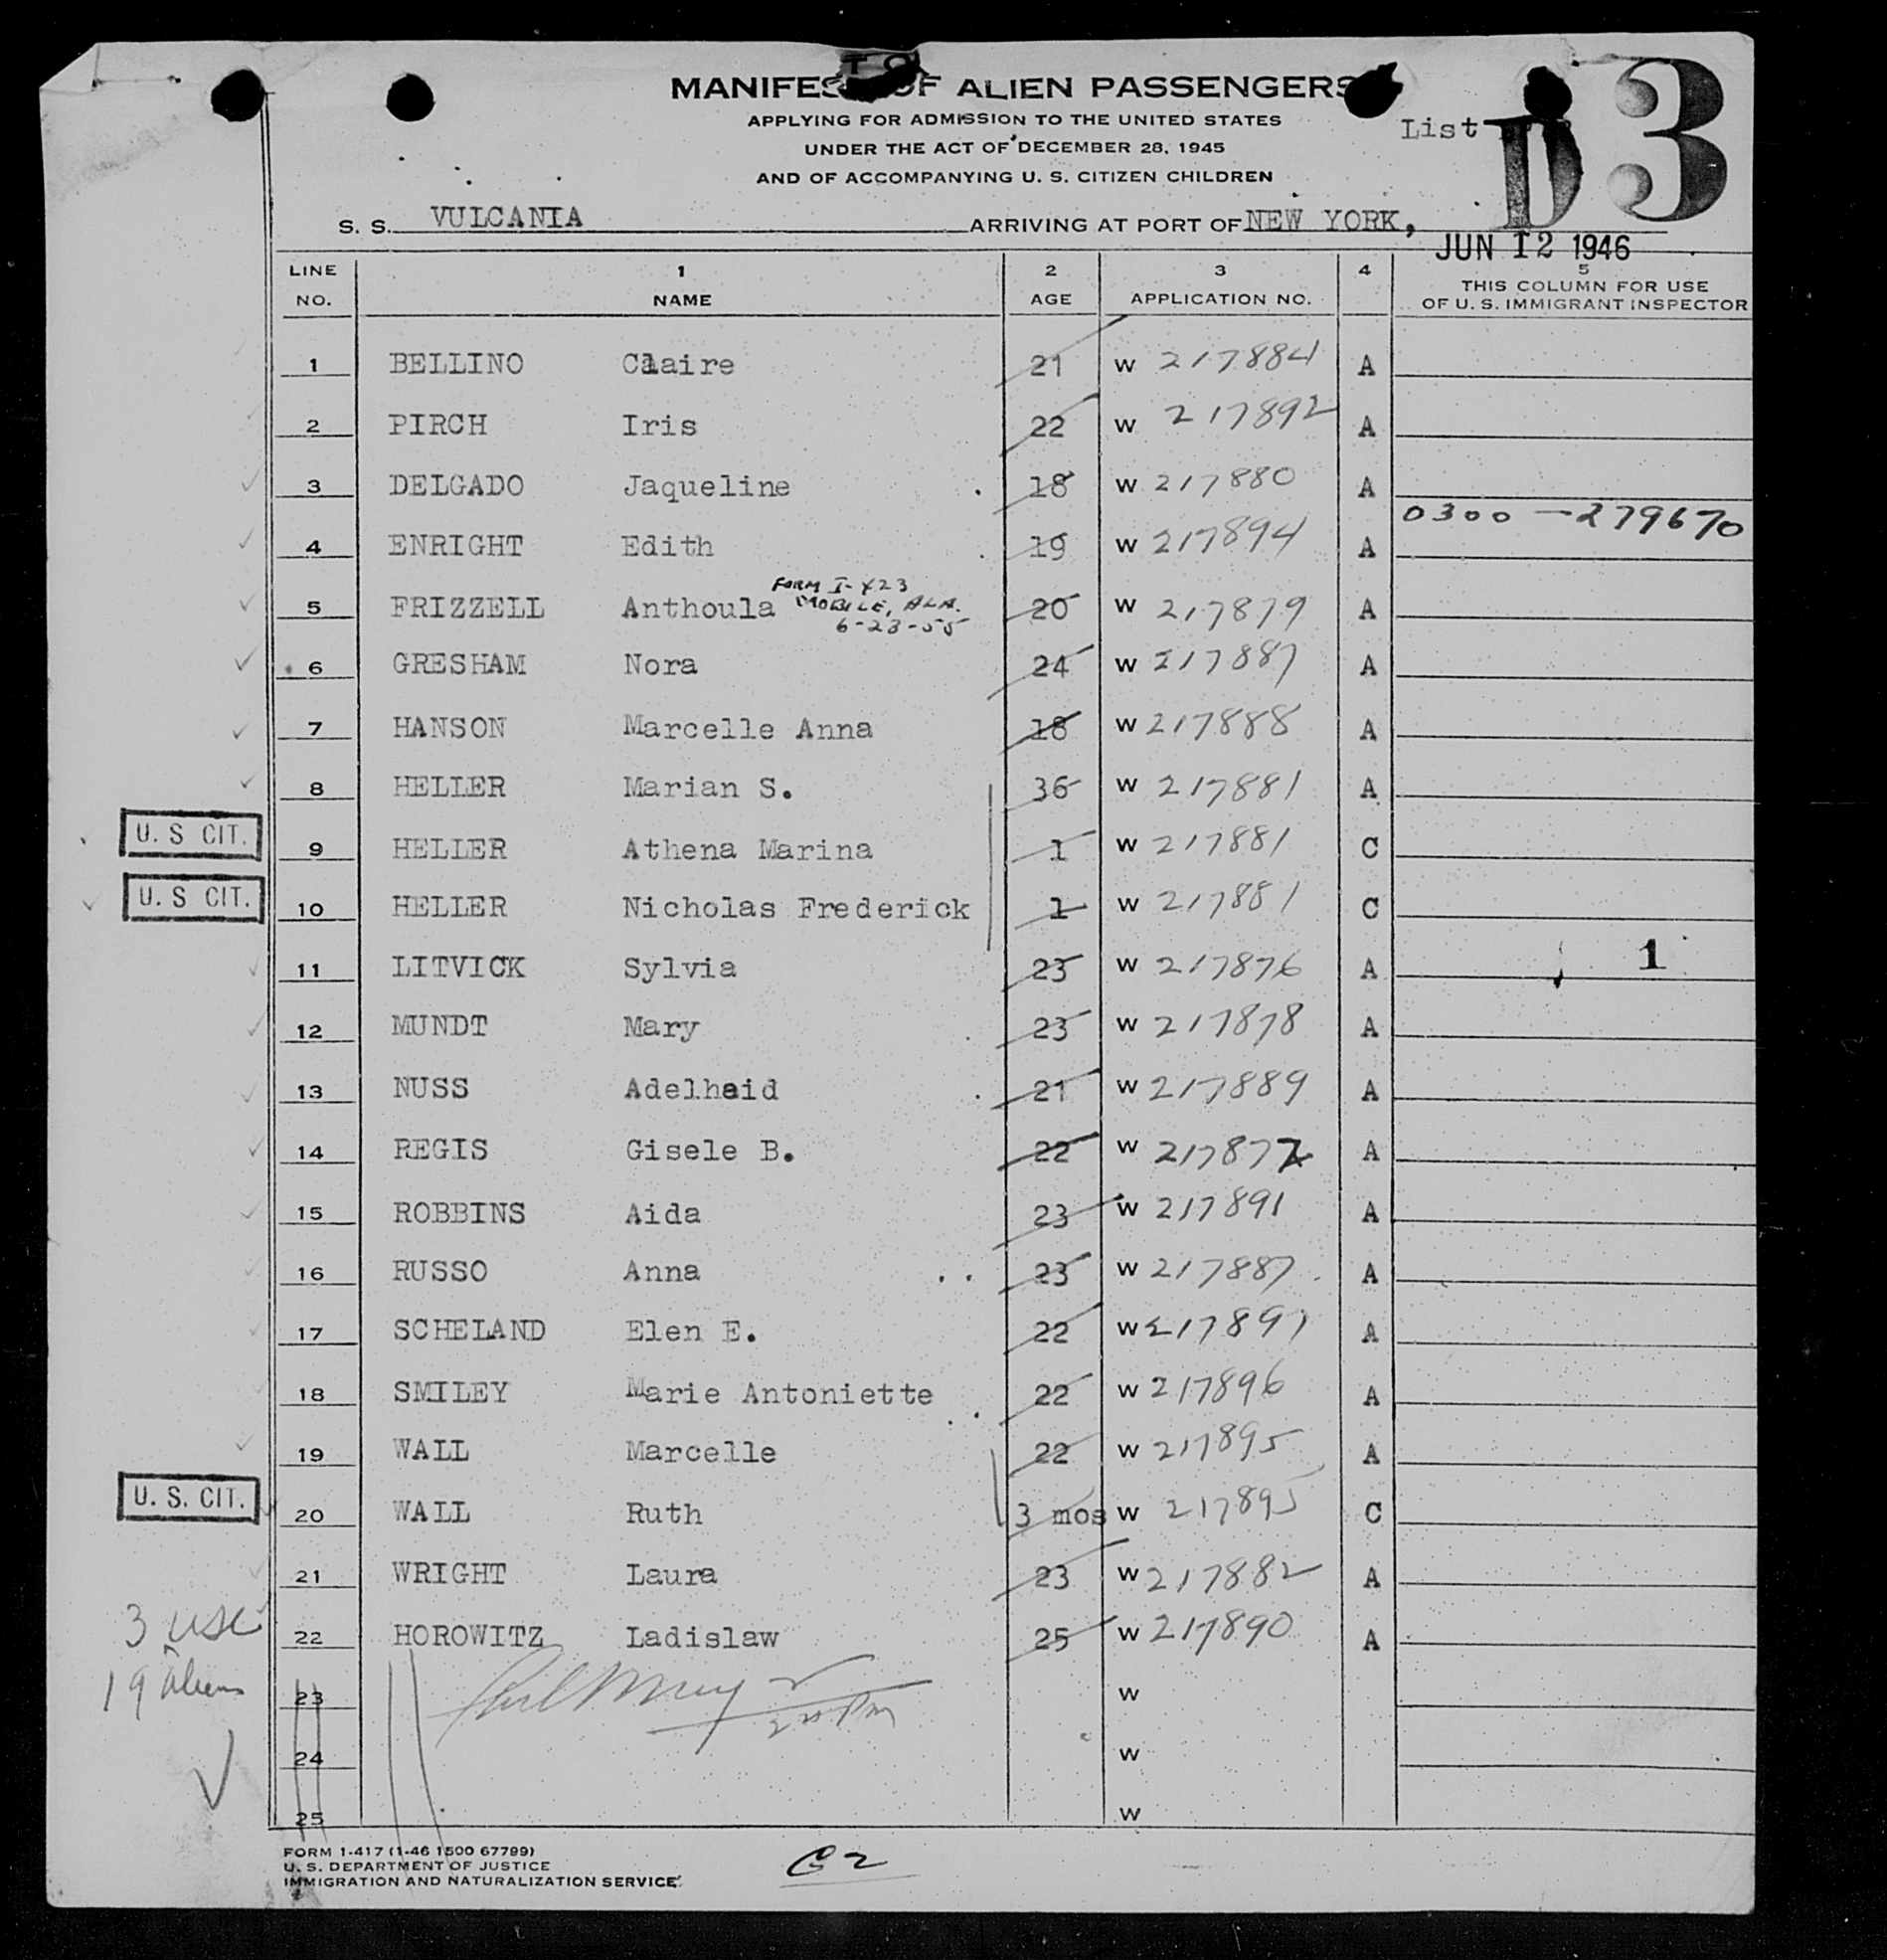 MANIFEST OF ALIEN PASSENGERS
APPLYING FOR ADMISSION TO THE UNITED STATES
UNDER THE ACT OF DECEMBER 28, 1945
AND OF ACCOMPANYING U. S. CITIZEN CHILDREN
List D3
S. S. VULCANIA ARRIVING AT PORT OF NEW YORK,
JUN 12 1946
LINE NO. 1 NAME 2 AGE 3 APPLICATION NO. 4 5 THIS COLUMN FOR USE OF U. S. IMMIGRANT INSPECTOR
1 BELLINO Claire 21 W 217884 A
2 PIRCH Iris 22 W 217892 A
3 DELGADO Jaqueline 18 W 217880 A
0300 - 279670
4 ENRIGHT Edith 19 W 217894 A
FORM I-423
MOBILE, ALA.
6-23-55
5 FRIZZELL Anthoula 20 W 217879 A
6 GRESHAM Nora 24 W 217887 A
7 HANSON Marcelle Anna 18 W 217888 A
8 HELLER Marian S. 36 W 217881 A
U. S CIT. 9 HELLER Athena Marina 1 W 217881 C
U. S CIT. 10 HELLER Nicholas Frederick 1 W 217881 C
11 LITVICK Sylvia 23 W 217876 A 1
12 MUNDT Mary 23 W 217878 A
13 NUSS Adelheid 21 W 217889 A
14 REGIS Gisele B. 22 W 217877 A
15 ROBBINS Aida 23 W 217891 A
16 RUSSO Anna 23 W 217887 A
17 SCHELAND Elen E. 22 W 217891 A
18 SMILEY Marie Antoniette 22 W 217896 A
19 WALL Marcelle 22 W 217895 A
U. S. CIT. 20 WALL Ruth 3 mos W 217895 C
21 WRIGHT Laura 23 W 217882 A
3 USC 22 HOROWITZ Ladislaw 25 W 217890 A
19 Aliens 23 W
24 W
25 W
FORM I-417 (1-46 1500 67799)
U. S. DEPARTMENT OF JUSTICE
IMMIGRATION AND NATURALIZATION SERVICE
C2